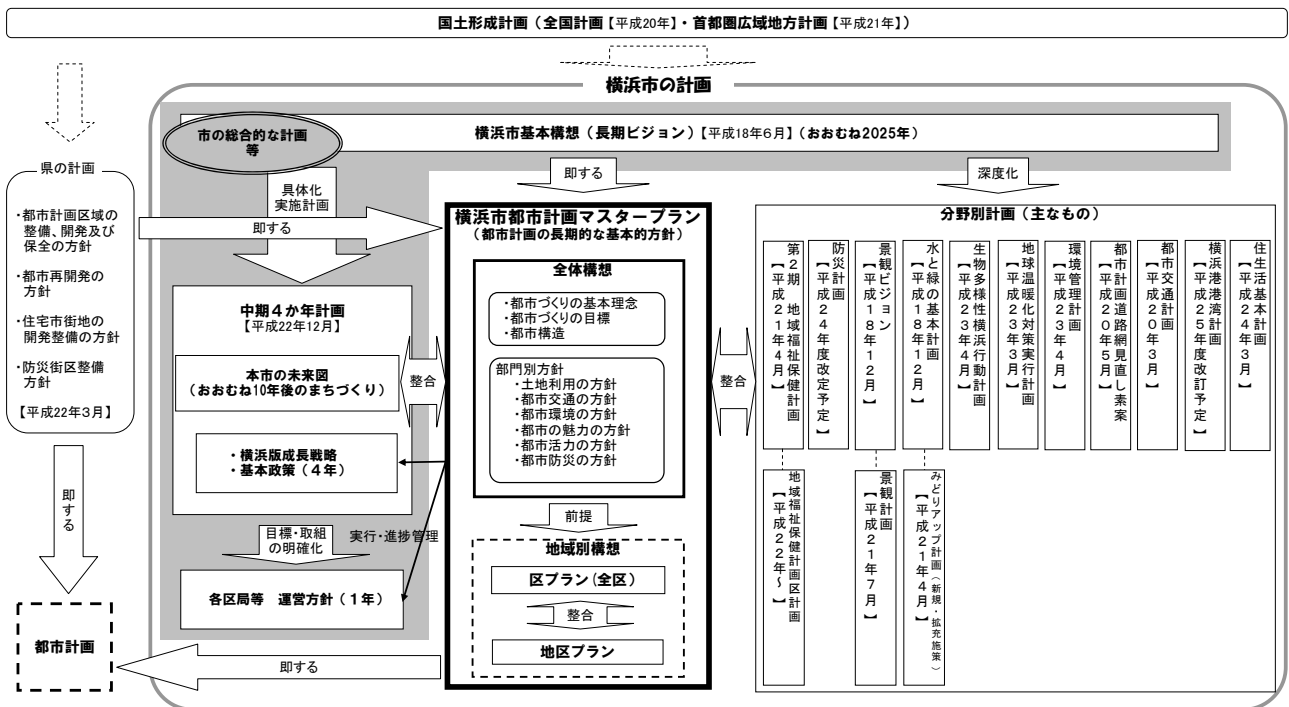 国土形成計画（全国計画【平成20年】・首都圏広域地方計画【平成21年】）
横浜市の計画
市の総合的な計画
等
横浜市基本構想（長期ビジョン）【平成18年6月】（おおむね2025年）
県の計画
・都市計画区域の
整備、開発及び
保全の方針
・都市再開発の
方針
・住宅市街地の
開発整備の方針
・防災街区整備
方針
【平成22年3月】
具体化
実施計画
即する
深度化
即する
中期４か年計画
【平成22年12月】
本市の未来図
（おおむね10年後のまちづくり）
・横浜版成長戦略
・基本政策（４年）
目標・取組
の明確化
実行・進捗管理
各区局等　運営方針（１年）
整合
横浜市都市計画マスタープラン
（都市計画の長期的な基本的方針）
全体構想
・都市づくりの基本理念
・都市づくりの目標
・都市構造
部門別方針
・土地利用の方針
・都市交通の方針
・都市環境の方針
・都市の魅力の方針
・都市活力の方針
・都市防災の方針
前提
地域別構想
区プラン(全区）
整合
地区プラン
整合
分野別計画（主なもの）
第２期　地域福祉保健計画
【平成２１年４月】
防災計画
【平成２４年度改定予定】
景観ビジョン
【平成１８年１２月】
水と緑の基本計画
【平成１８年１２月】
生物多様性横浜行動計画
【平成２３年４月】
地球温暖化対策実行計画
【平成２３年３月】
環境管理計画
【平成２３年４月】
都市計画道路網見直し素案
【平成２０年５月】
都市交通計画
【平成２０年３月】
横浜港港湾計画
【平成２５年度改訂予定】
住生活基本計画
【平成２４年３月】
地域福祉保健計画区計画
【平成２２年～】
景観計画
【平成２１年７月】
みどりアップ計画（新規・拡充施策）
【平成２１年４月】
即する
都市計画
即する